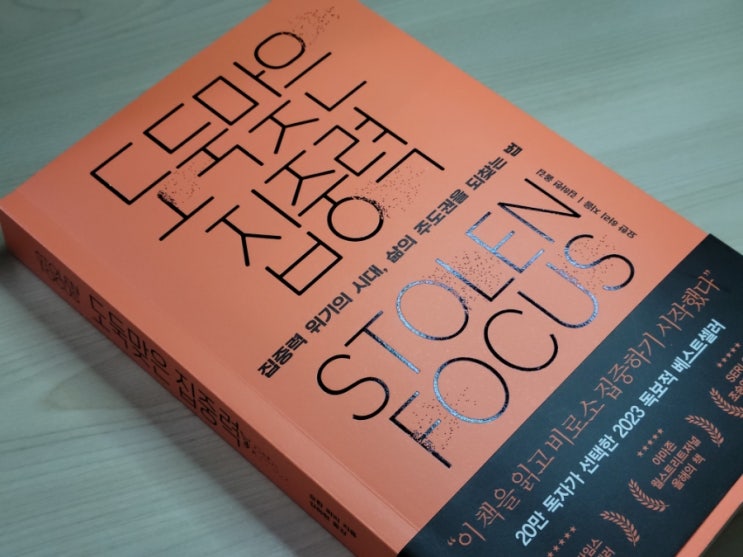 도둑맞은
집중력
집중력 위기의 시대, 삶의 주도권을 되찾는 법
STOLEN
FOCUS
요한 하리 지음 | 김하현 옮김
“이 책을 읽고 비로소 집중하기 시작했다”
20만 독자가 선택한 2023 독보적 베스트셀러
아마존
월스트리트저널
올해의 책
도둑맞은 집중력